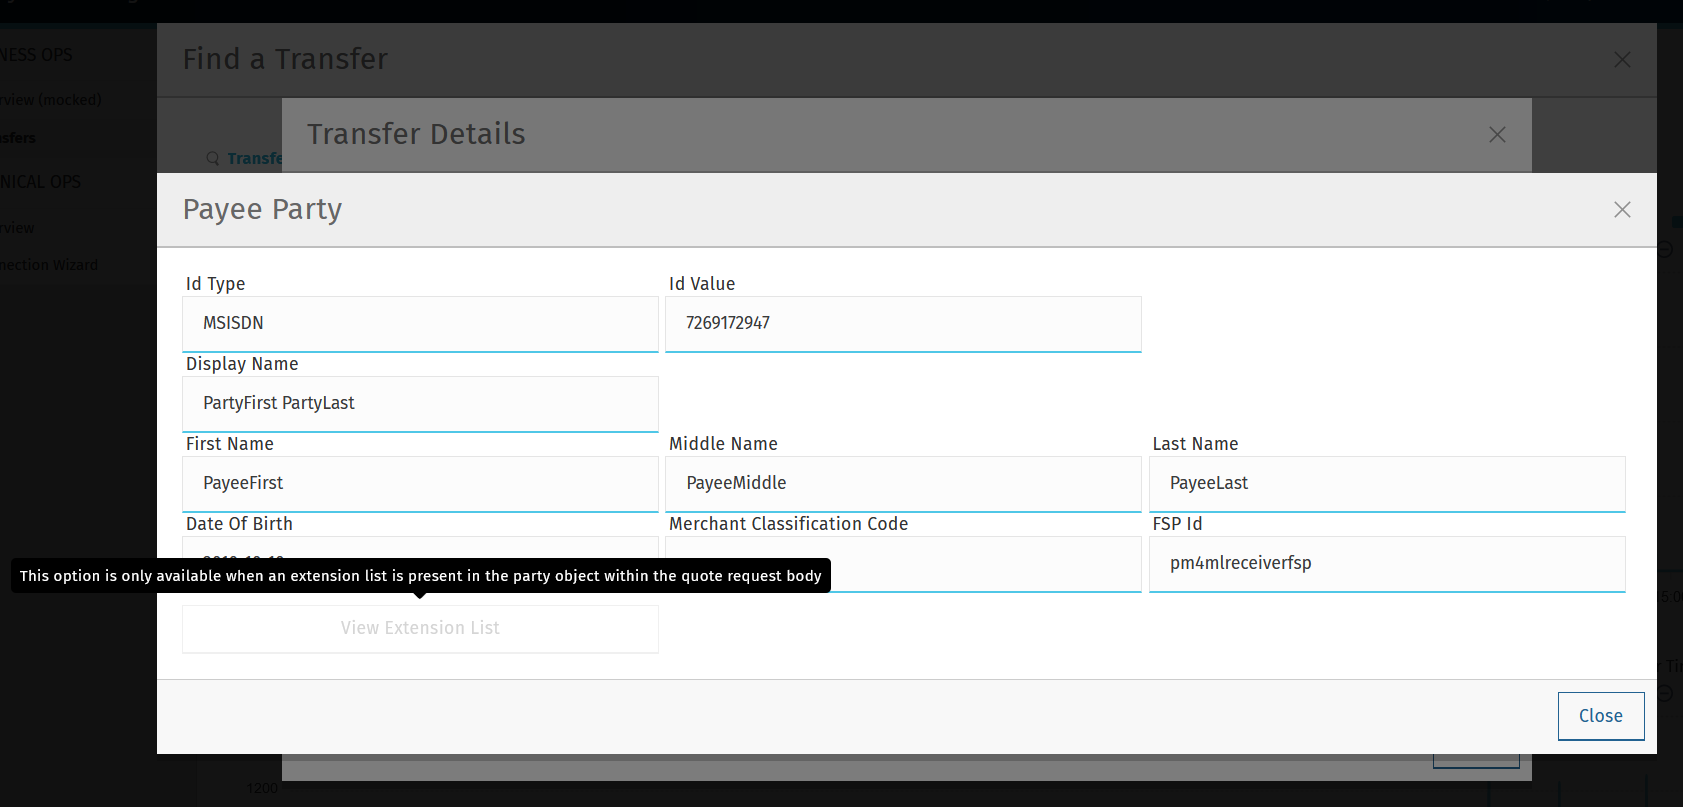 NESS OPS
Find a Transfer
rview (mocked)
sfers
Transfer Details
Transfe
NICAL OPS
Payee Party
rview
nection Wizard
Id Type
Id Value
MSISDN
7269172947
Display Name
PartyFirst PartyLast
First Name
Middle Name
Last Name
PayeeFirst
PayeeMiddle
PayeeLast
Date Of Birth
Merchant Classification Code
FSP Id
pm4mlreceiverfsp
This option is only available when an extension list is present in the party object within the quote request body
5:00
View Extension List
r Ti
Close
1200